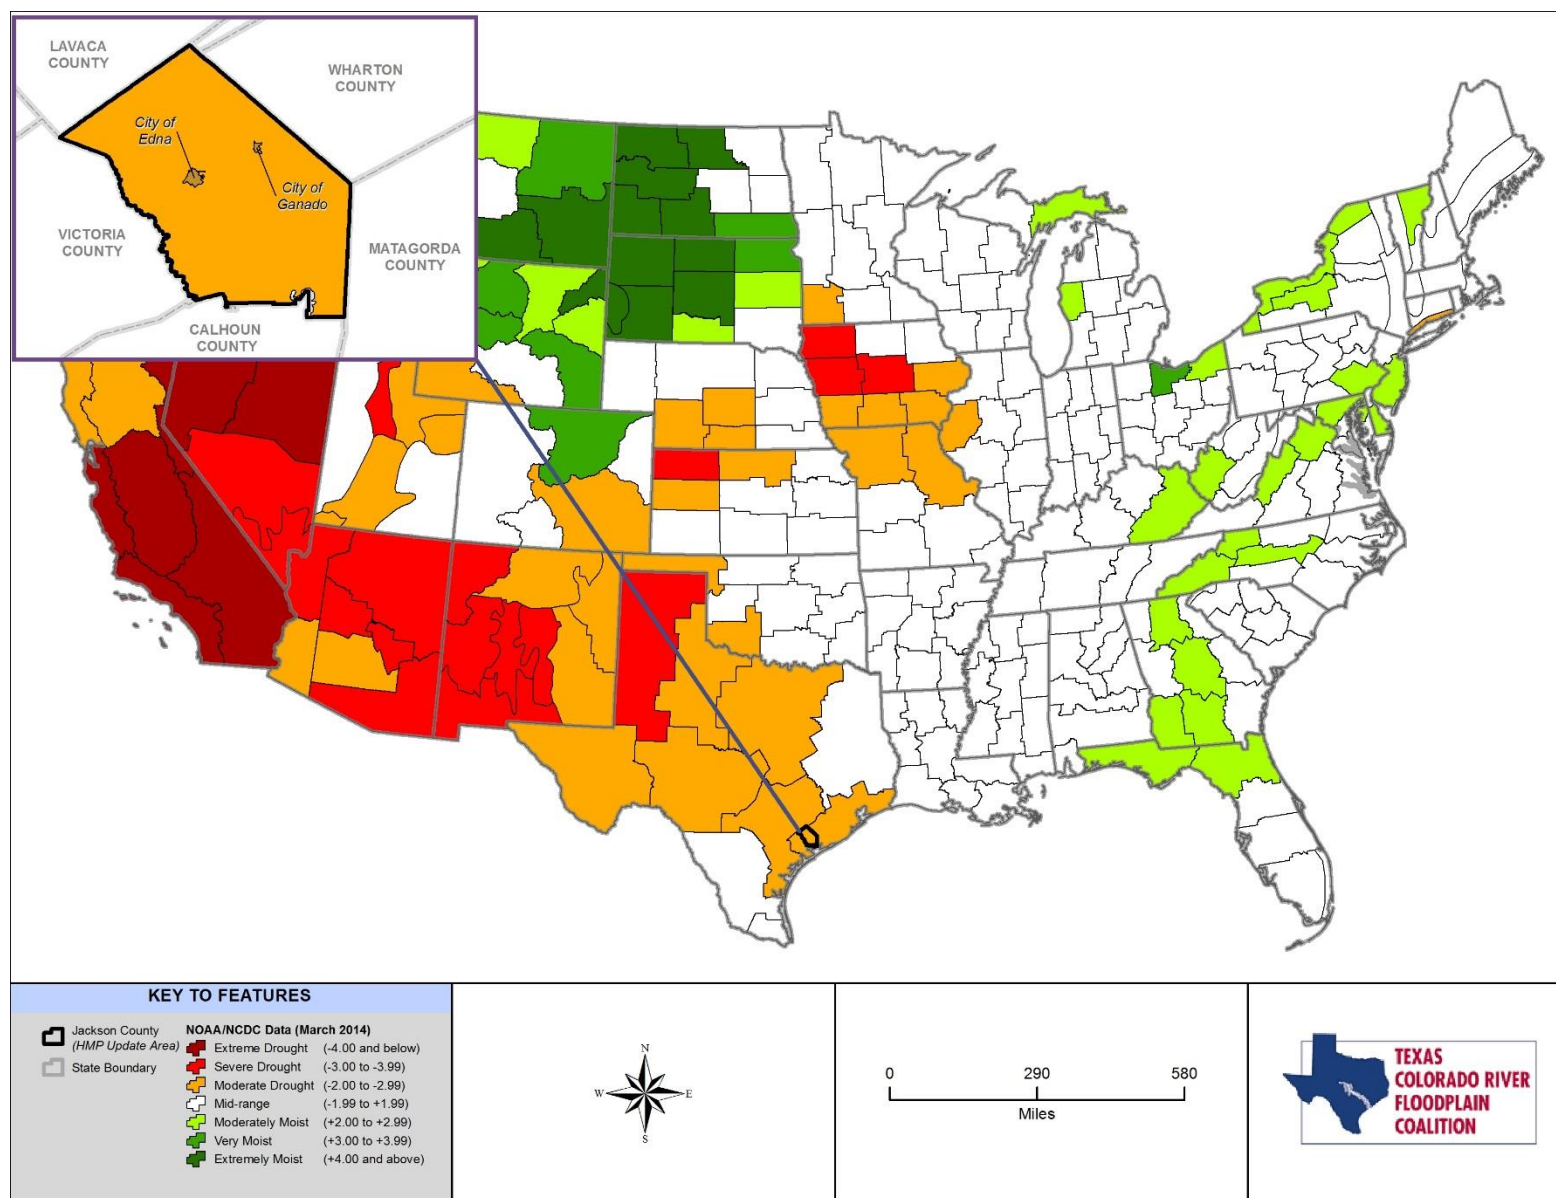 LAVACA
COUNTY
WHARTON
COUNTY
City of
Edna
City of
Ganado
VICTORIA
COUNTY
MATAGORDA
COUNTY
CALHOUN
COUNTY
KEY TO FEATURES
Jackson County
(HMP Update Area)
State Boundary
NOAA/NCDC Data (March 2014)
Extreme Drought (-4.00 and below)
Severe Drought (-3.00 to -3.99)
Moderate Drought (-2.00 to -2.99)
Mid-range (-1.99 to +1.99)
Moderately Moist (+2.00 to +2.99)
Very Moist (+3.00 to +3.99)
Extremely Moist (+4.00 and above)
N
W E
S
0 290 580
Miles
TEXAS
COLORADO RIVER
FLOODPLAIN
COALITION